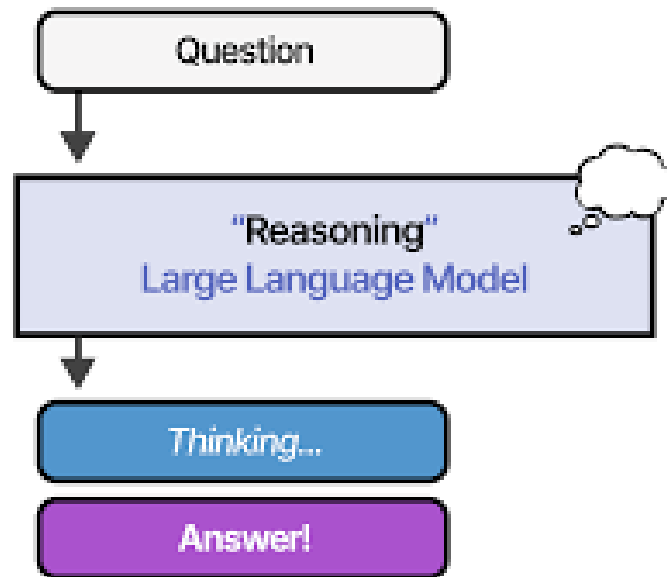 Question
“Reasoning“
Large Language Model
Thinking...
Answer!